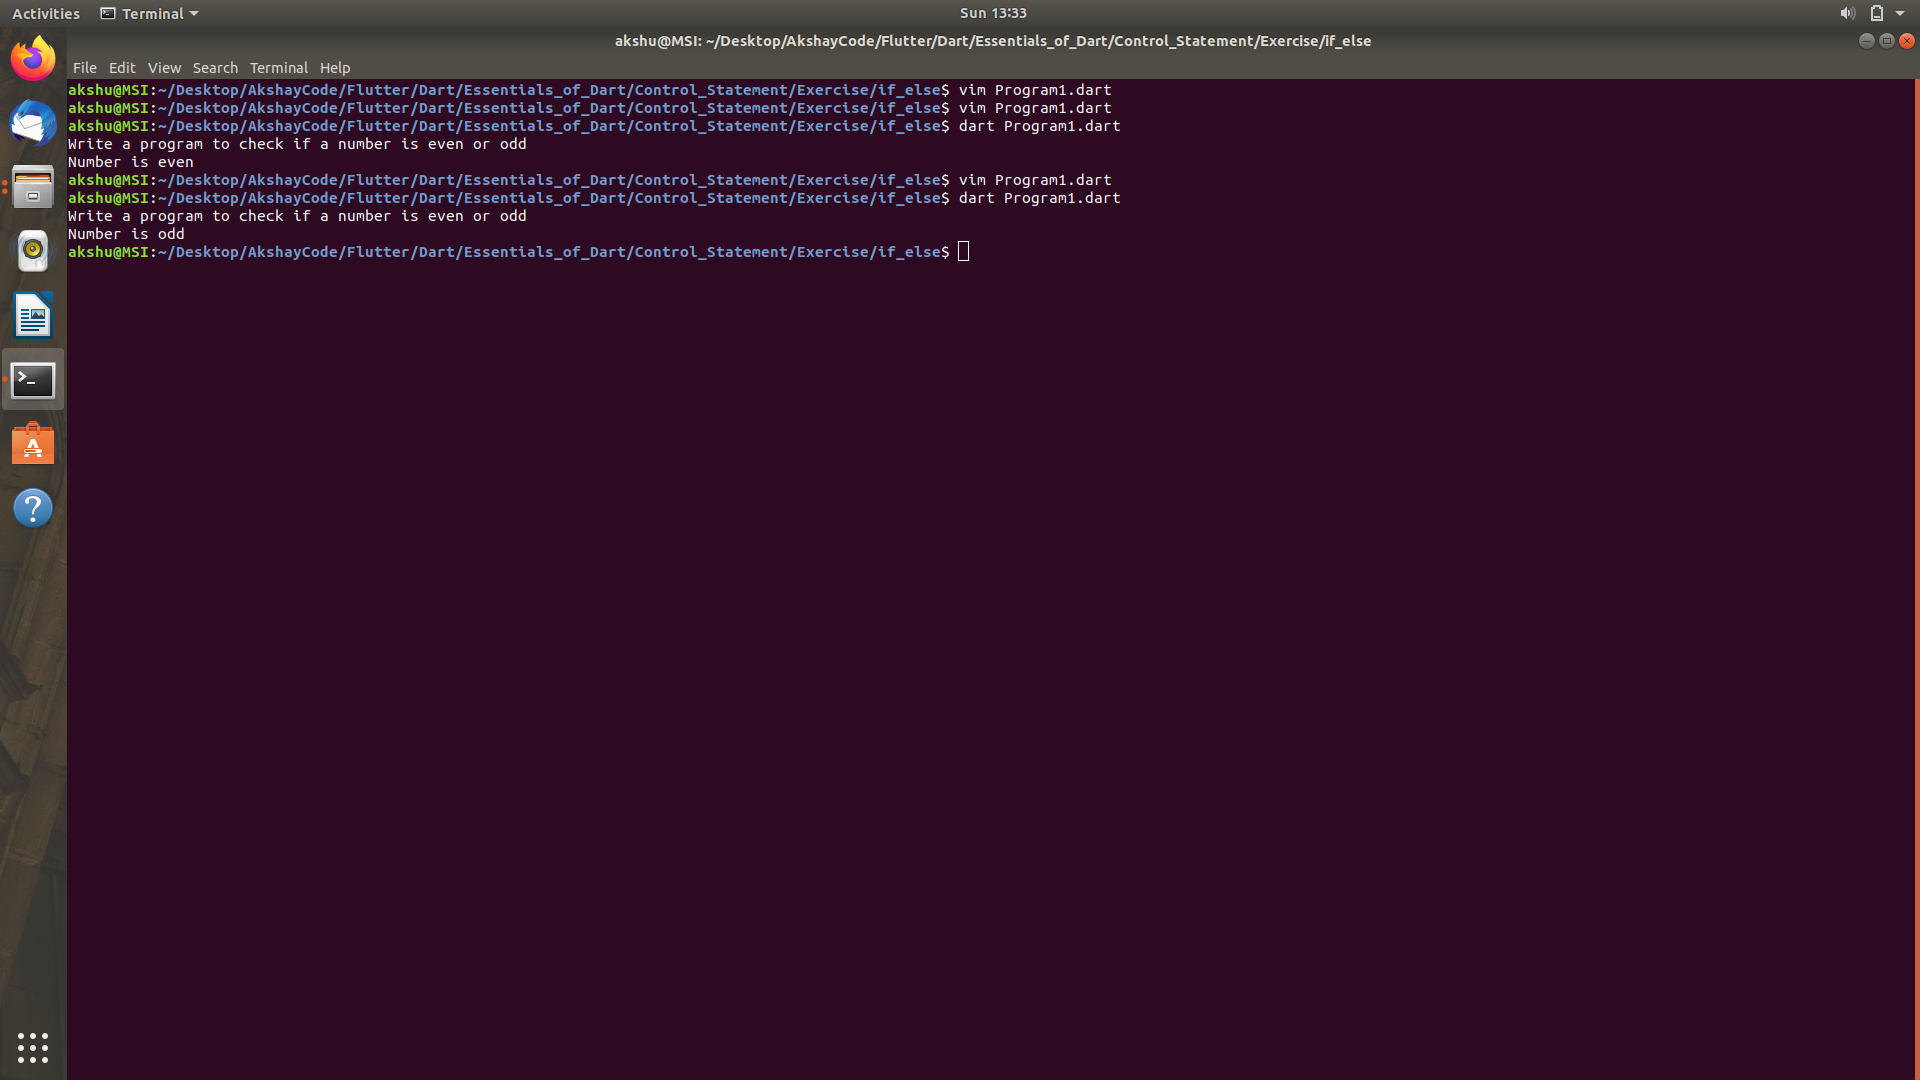 Activities Terminal Sun 13:33
akshu@MSI: ~/Desktop/AkshayCode/Flutter/Dart/Essentials_of_Dart/Control_Statement/Exercise/if_else
File Edit View Search Terminal Help
akshu@MSI:~/Desktop/AkshayCode/Flutter/Dart/Essentials_of_Dart/Control_Statement/Exercise/if_else$ vim Program1.dart
akshu@MSI:~/Desktop/AkshayCode/Flutter/Dart/Essentials_of_Dart/Control_Statement/Exercise/if_else$ vim Program1.dart
akshu@MSI:~/Desktop/AkshayCode/Flutter/Dart/Essentials_of_Dart/Control_Statement/Exercise/if_else$ dart Program1.dart
Write a program to check if a number is even or odd
Number is even
akshu@MSI:~/Desktop/AkshayCode/Flutter/Dart/Essentials_of_Dart/Control_Statement/Exercise/if_else$ vim Program1.dart
akshu@MSI:~/Desktop/AkshayCode/Flutter/Dart/Essentials_of_Dart/Control_Statement/Exercise/if_else$ dart Program1.dart
Write a program to check if a number is even or odd
Number is odd
akshu@MSI:~/Desktop/AkshayCode/Flutter/Dart/Essentials_of_Dart/Control_Statement/Exercise/if_else$